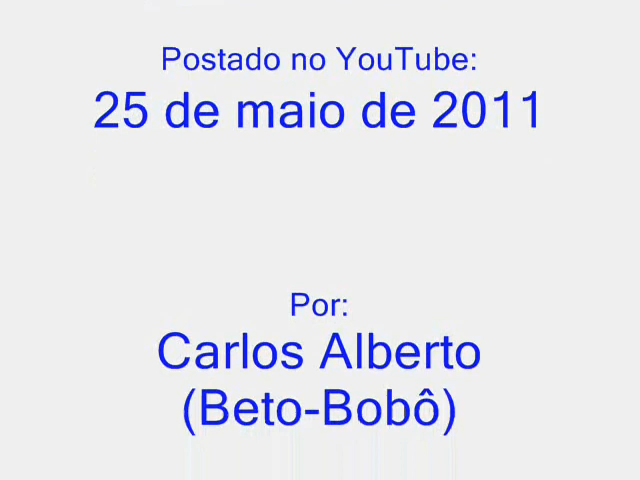 Postado no YouTube:
25 de maio de 2011
Por:
Carlos Alberto
(Beto-Bobô)